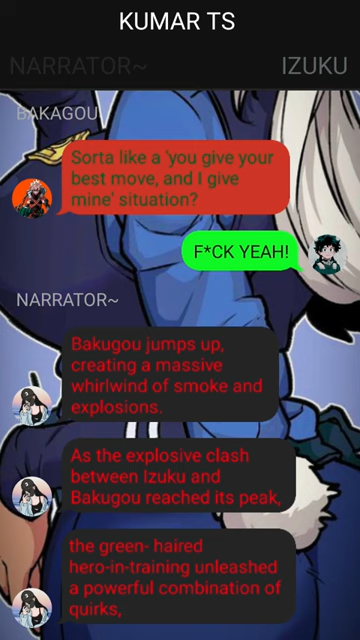 KUMAR TS
NARRATOR~ IZUKU
BAKAGOU
Sorta like a 'you give your
best move, and I give
mine' situation?
F*CK YEAH!
NARRATOR~
Bakugou jumps up,
creating a massive
whirlwind of smoke and
explosions.
As the explosive clash
between Izuku and
Bakugou reached its peak,
the green- haired
hero-in-training unleashed
a powerful combination of
quirks,